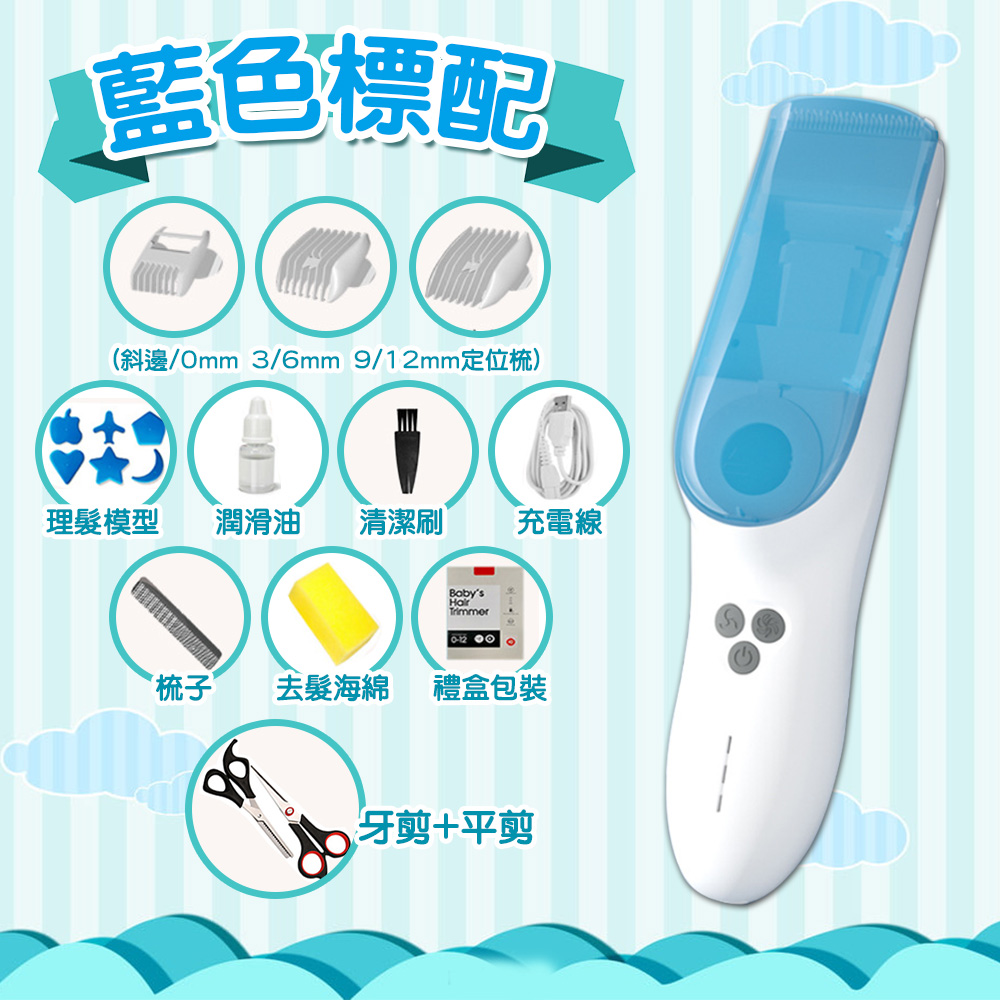 藍色標配
(斜邊/0mm 3/6mm 9/12mm定位梳)
理髮模型 潤滑油 清潔刷 充電線
Baby's
Hair
Trimmer
0-12
梳子 去髮海綿 禮盒包裝
牙剪+平剪